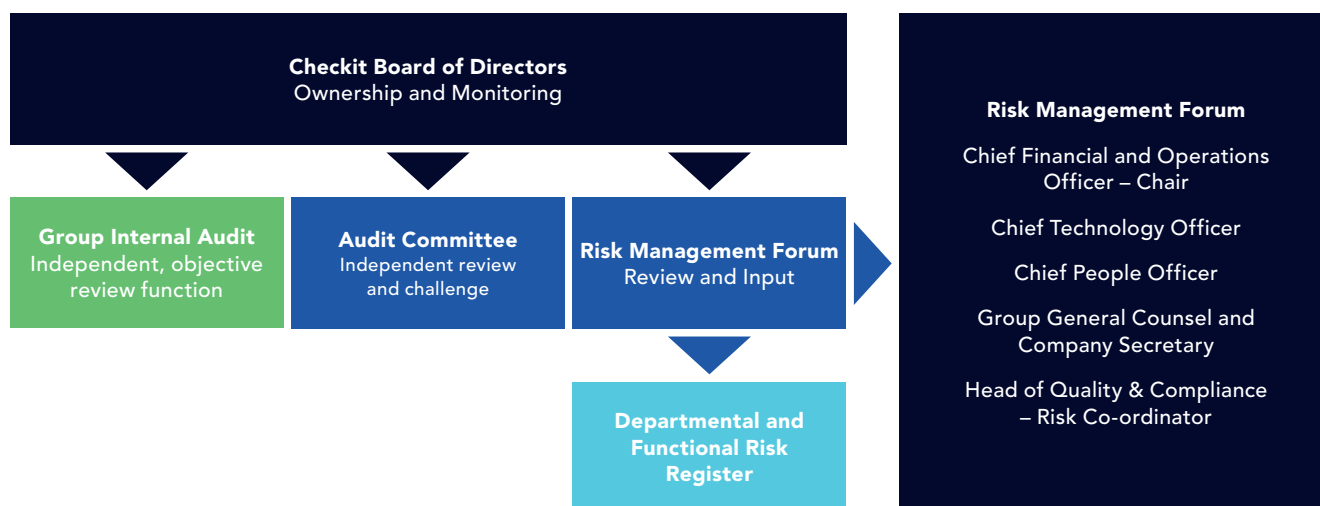 Checkit Board of Directors
Ownership and Monitoring
Group Internal Audit
Independent, objective
review function
Audit Committee
Independent review
and challenge
Risk Management Forum
Review and Input
Departmental and
Functional Risk
Register
Risk Management Forum
Chief Financial and Operations
Officer – Chair
Chief Technology Officer
Chief People Officer
Group General Counsel and
Company Secretary
Head of Quality & Compliance
– Risk Co-ordinator